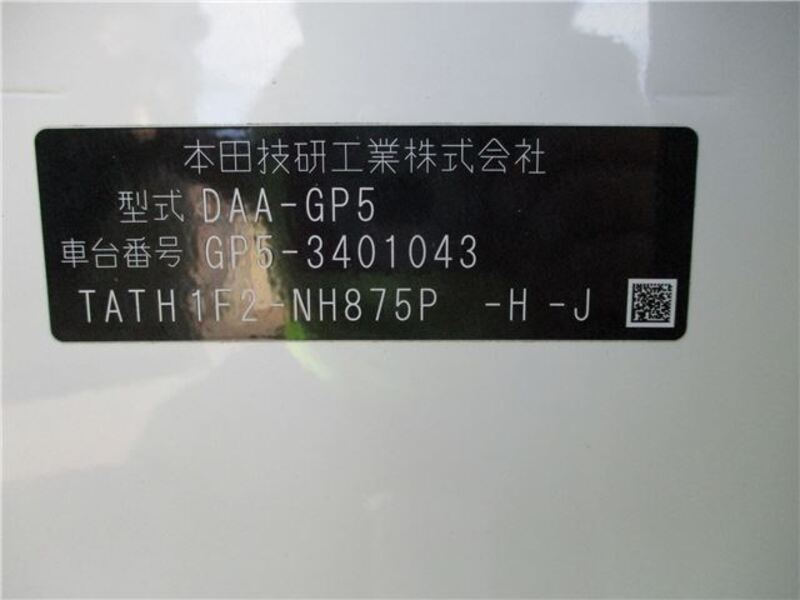 本田技研工業株式会社
型式 DAA-GP5
車台番号 GP5-3401043
TATH1F2-NH875P -H -J